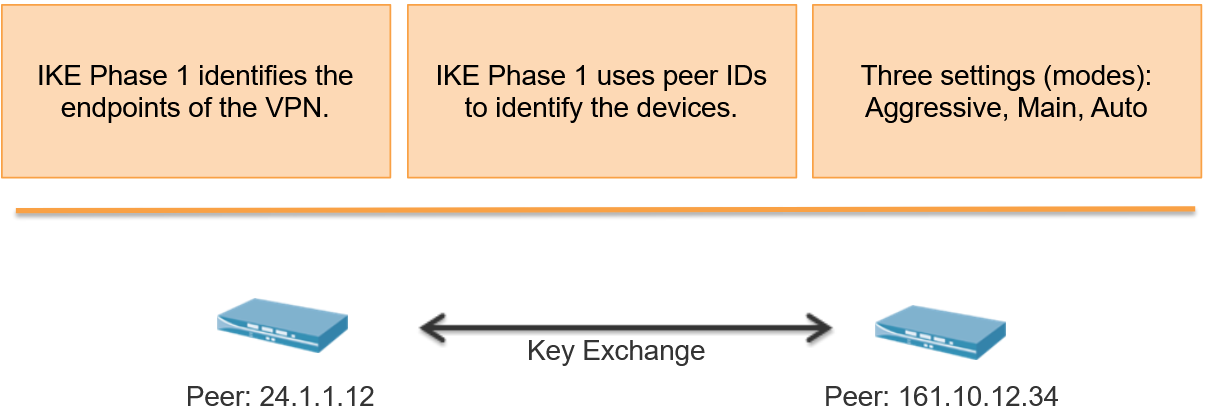 IKE Phase 1 identifies the
endpoints of the VPN.
IKE Phase 1 uses peer IDs
to identify the devices.
Three settings (modes):
Aggressive, Main, Auto
Key Exchange
Peer: 24.1.1.12
Peer: 161.10.12.34